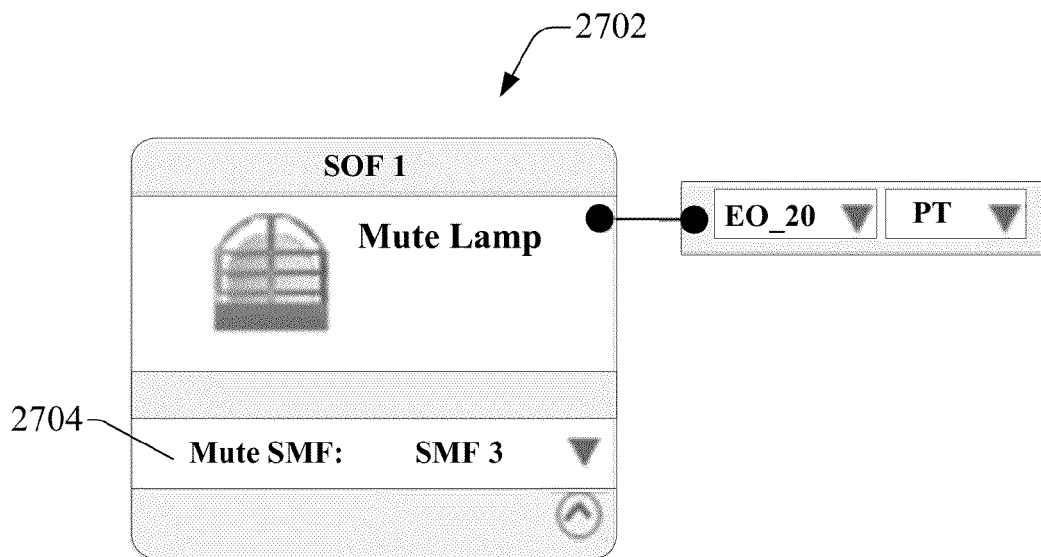 2702
SOF 1
Mute Lamp
EO_20 PT
2704
Mute SMF: SMF 3